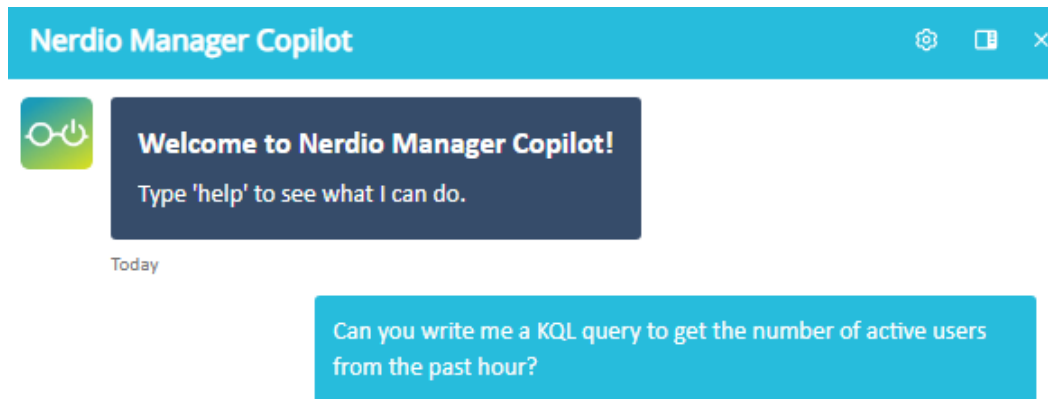 Nerdio Manager Copilot
Welcome to Nerdio Manager Copilot!
Type 'help' to see what I can do.
Today
Can you write me a KQL query to get the number of active users
from the past hour?